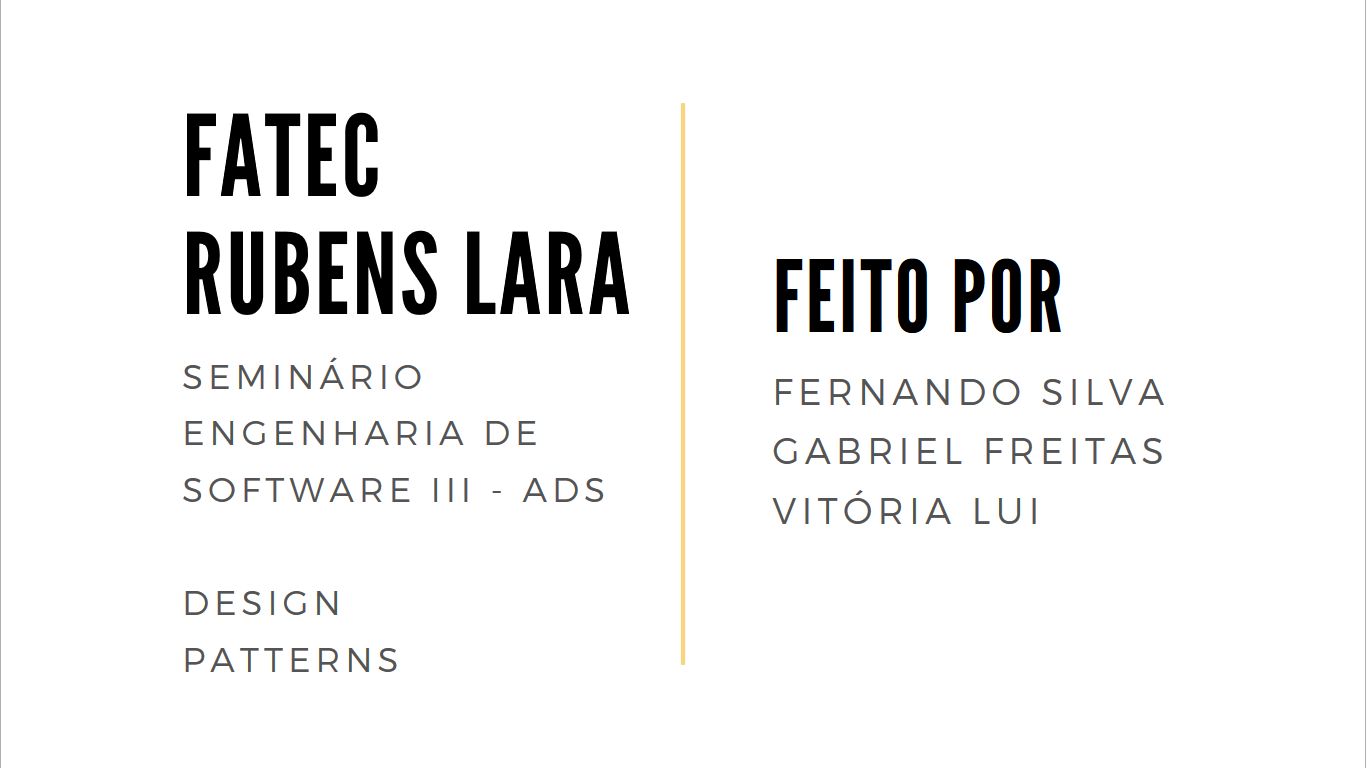 FATEC
RUBENS LARA
SEMINÁRIO
ENGENHARIA DE
SOFTWARE III - ADS
DESIGN
PATTERNS
FEITO POR
FERNANDO SILVA
GABRIEL FREITAS
VITÓRIA LUI